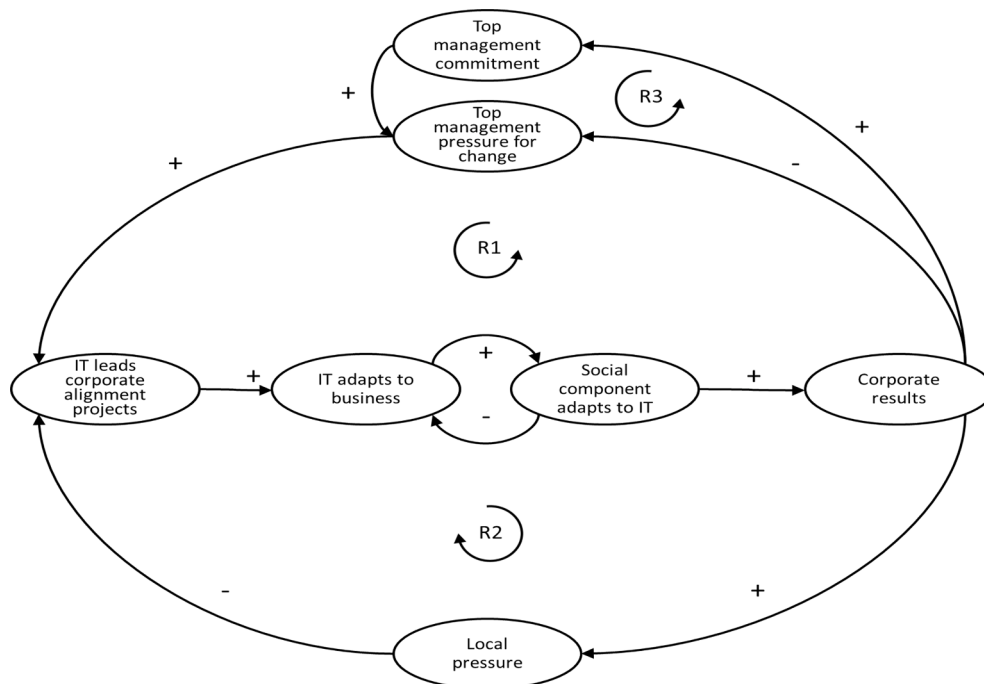 Top
management
commitment
R3
+
+
Top
management
pressure for
change
+
-
R1
IT leads
corporate
alignment
projects
+
IT adapts to
business
+
-
Social
component
adapts to IT
+
Corporate
results
R2
-
+
Local
pressure